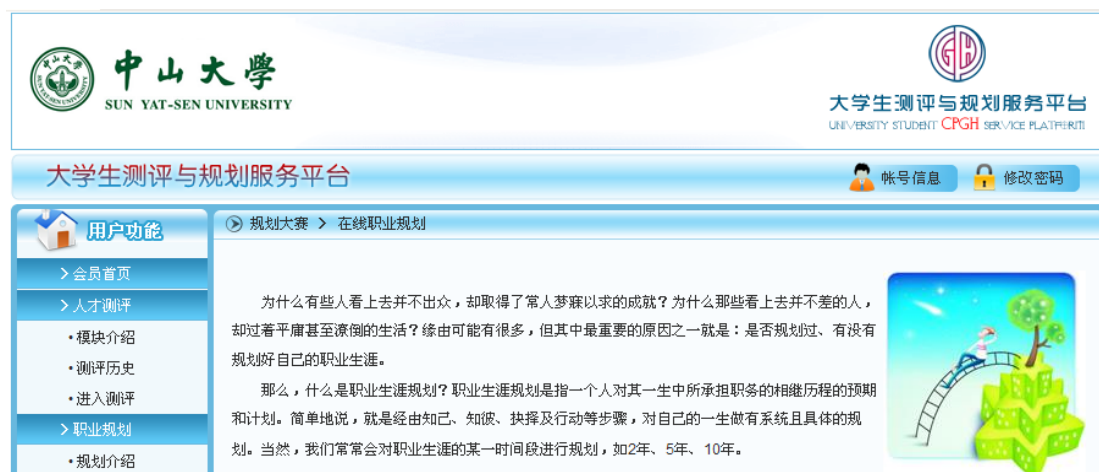 中山大學
SUN YAT-SEN UNIVERSITY
大学生测评与规划服务平台
UNIVERSITY STUDENT CPGH SERVICE PLATFORM
大学生测评与规划服务平台
帐号信息
修改密码
用户功能
规划大赛 > 在线职业规划
>会员首页
>人才测评
•模块介绍
•测评历史
•进入测评
>职业规划
•规划介绍
为什么有些人看上去并不出众，却取得了常人梦寐以求的成就？为什么那些看上去并不差的人，
却过着平庸甚至潦倒的生活？缘由可能有很多，但其中最重要的原因之一就是：是否规划过、有没有
规划好自己的职业生涯。
那么，什么是职业生涯规划？职业生涯规划是指一个人对其一生中所承担职务的相继历程的预期
和计划。简单地说，就是经由知己、知彼、抉择及行动等步骤，对自己的一生做有系统且具体的规
划。当然，我们常常会对职业生涯的某一时间段进行规划，如2年、5年、10年。